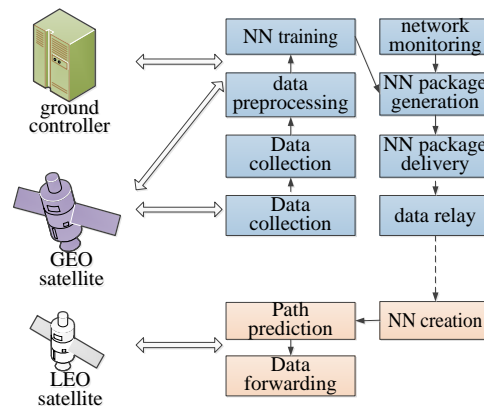 NN training
network
monitoring
data
preprocessing
NN package
generation
ground
controller
Data
collection
NN package
delivery
Data
collection
data relay
GEO
satellite
Path
prediction
NN creation
Data
forwarding
LEO
satellite